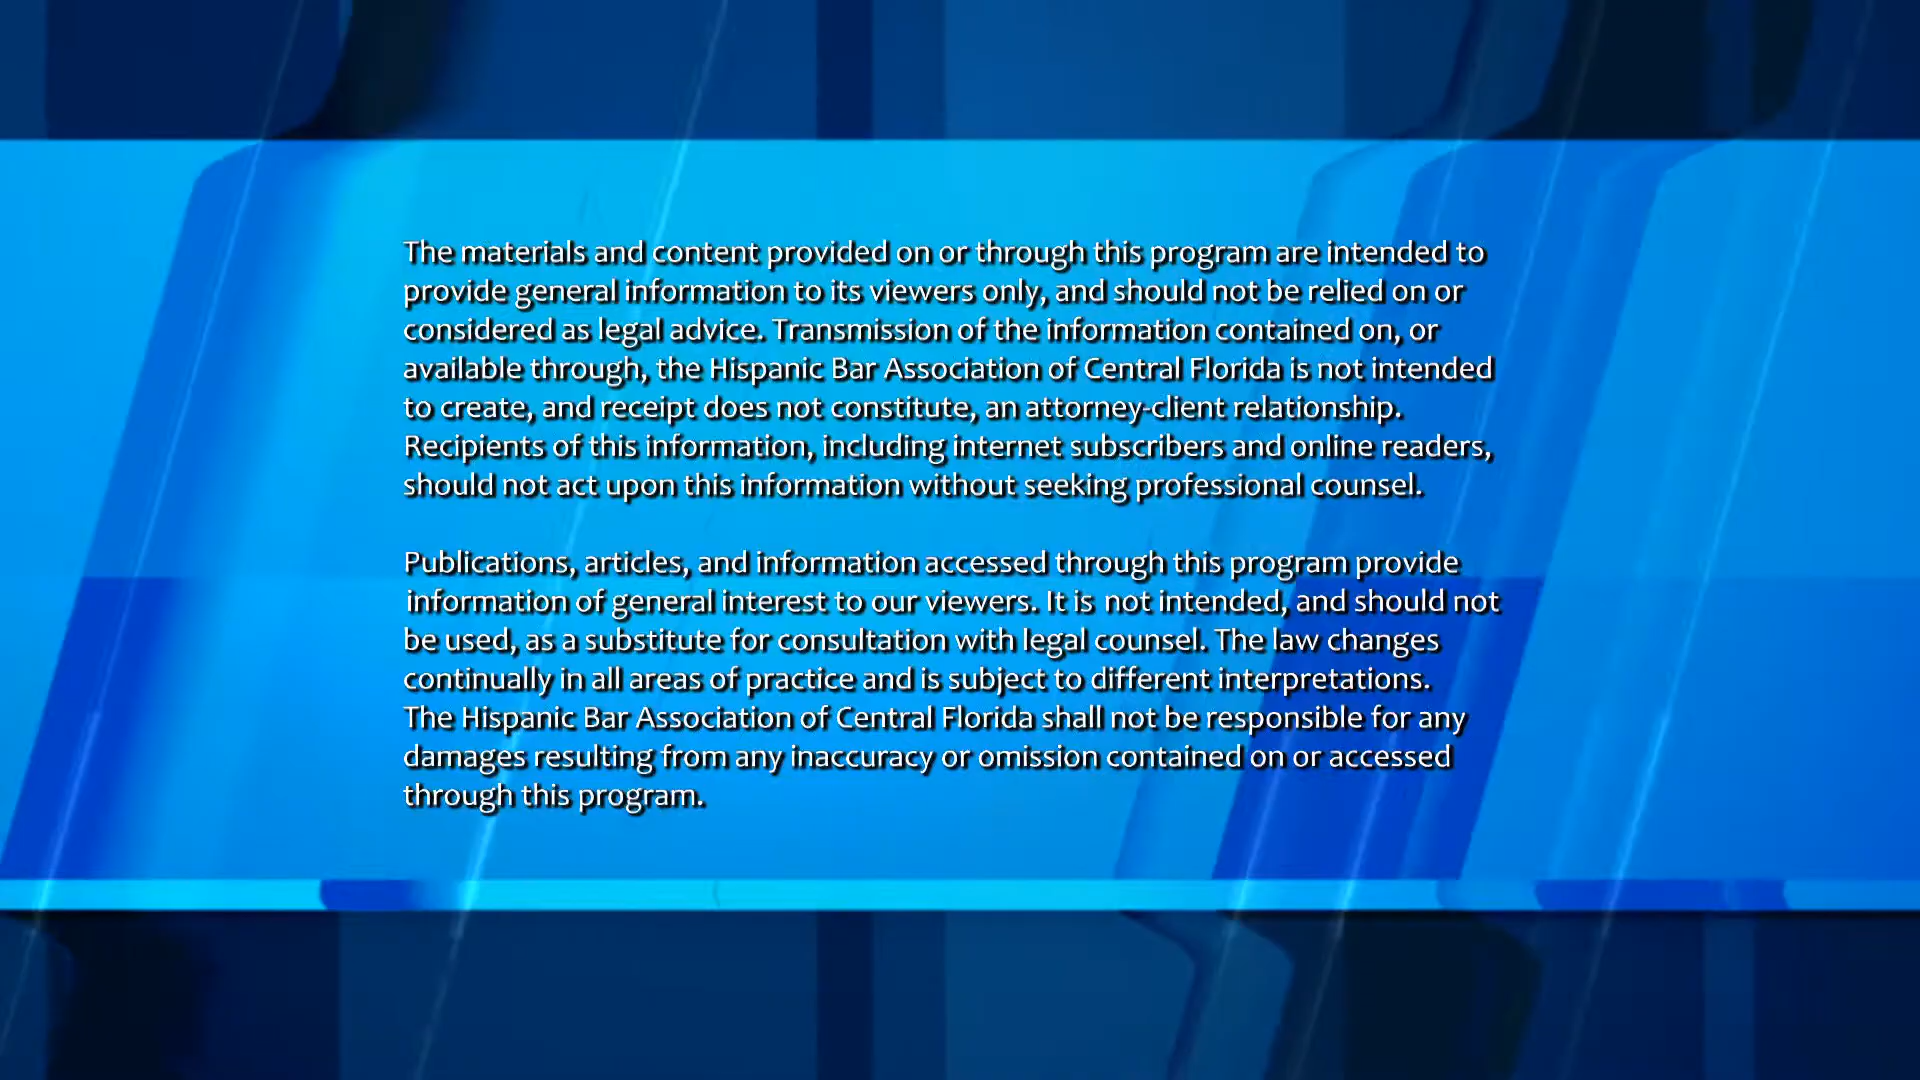 The materials and content provided on or through this program are intended to
provide general information to its viewers only, and should not be relied on or
considered as legal advice. Transmission of the information contained on, or
available through, the Hispanic Bar Association of Central Florida is not intended
to create, and receipt does not constitute, an attorney-client relationship.
Recipients of this information, including internet subscribers and online readers,
should not act upon this information without seeking professional counsel.
Publications, articles, and information accessed through this program provide
information of general interest to our viewers. It is not intended, and should not
be used, as a substitute for consultation with legal counsel. The law changes
continually in all areas of practice and is subject to different interpretations.
The Hispanic Bar Association of Central Florida shall not be responsible for any
damages resulting from any inaccuracy or omission contained on or accessed
through this program.